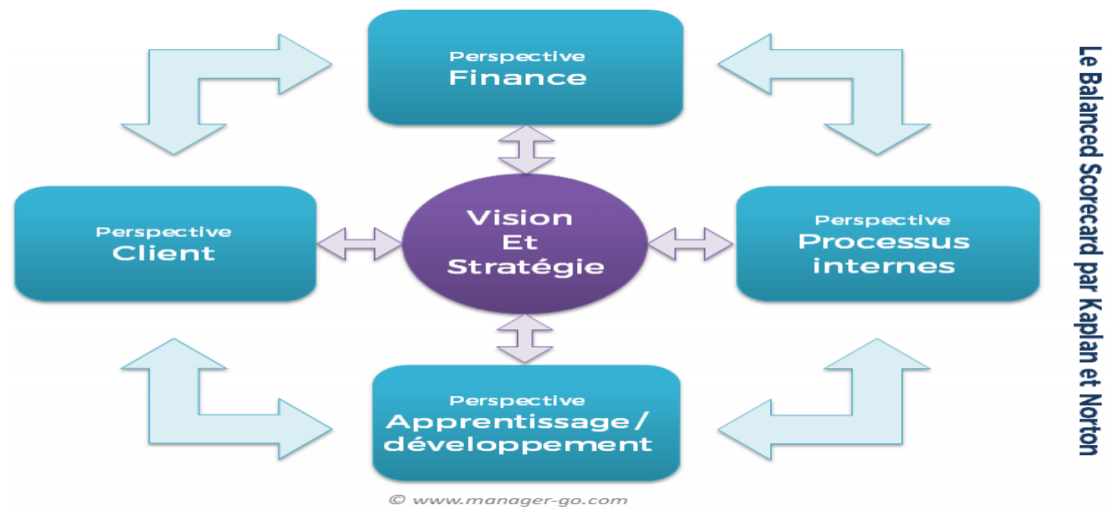 Perspective
Finance
Perspective
Client
Vision
Et
Stratégie
Perspective
Processus
internes
Perspective
Apprentissage/
développement
Le Balanced Scorecard par Kaplan et Norton
© www.manager-go.com